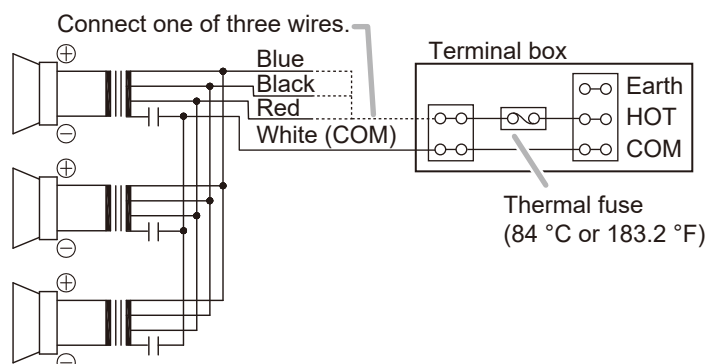 Connect one of three wires.
Terminal box
Blue
Black
Red
White (COM)
Earth
HOT
COM
Thermal fuse
(84 °C or 183.2 °F)